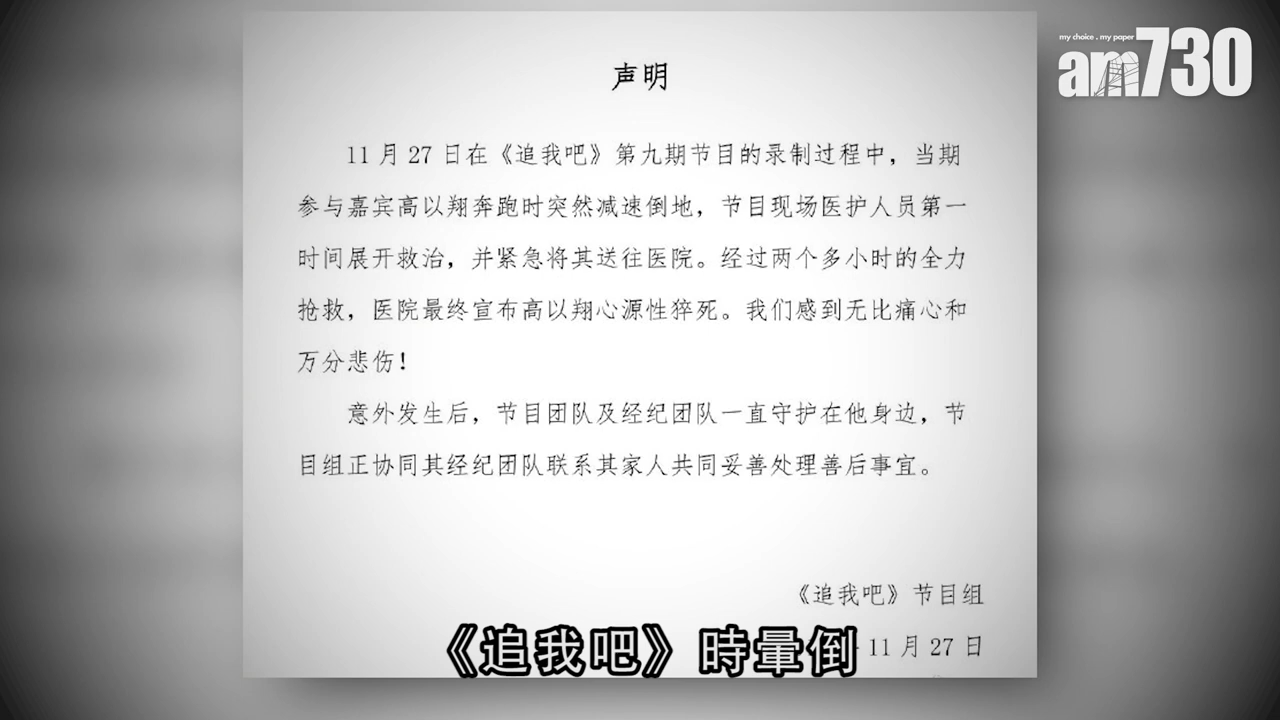 my choice . my paper
am730
声明
11月27日在《追我吧》第九期节目的录制过程中，当期
参与嘉宾高以翔奔跑时突然减速倒地，节目现场医护人员第一
时间展开救治，并紧急将其送往医院。经过两个多小时的全力
抢救，医院最终宣布高以翔心源性猝死。我们感到无比痛心和
万分悲伤！
意外发生后，节目团队及经纪团队一直守护在他身边，节
目组正协同其经纪团队联系其家人共同妥善处理善后事宜。
《追我吧》节目组
11月27日
《追我吧》時暈倒